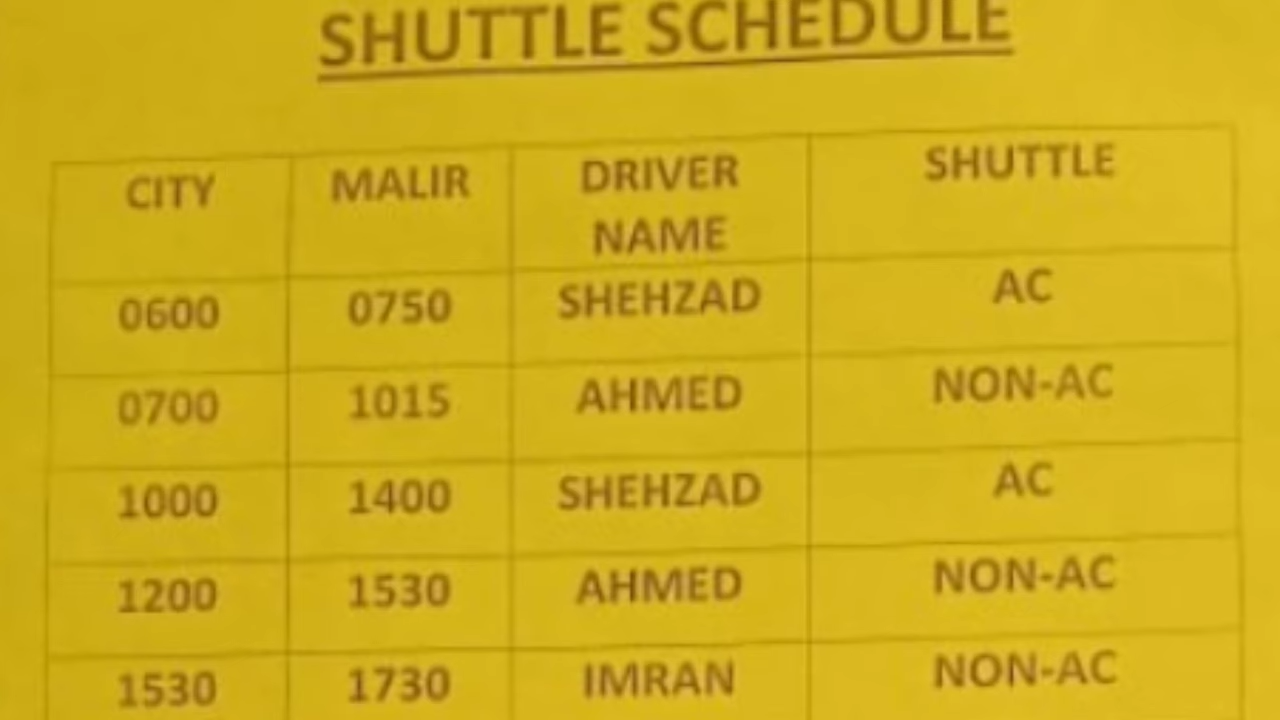 SHUTTLE SCHEDULE
CITY MALIR DRIVER NAME SHUTTLE
0600 0750 SHEHZAD AC
0700 1015 AHMED NON-AC
1000 1400 SHEHZAD AC
1200 1530 AHMED NON-AC
1530 1730 IMRAN NON-AC